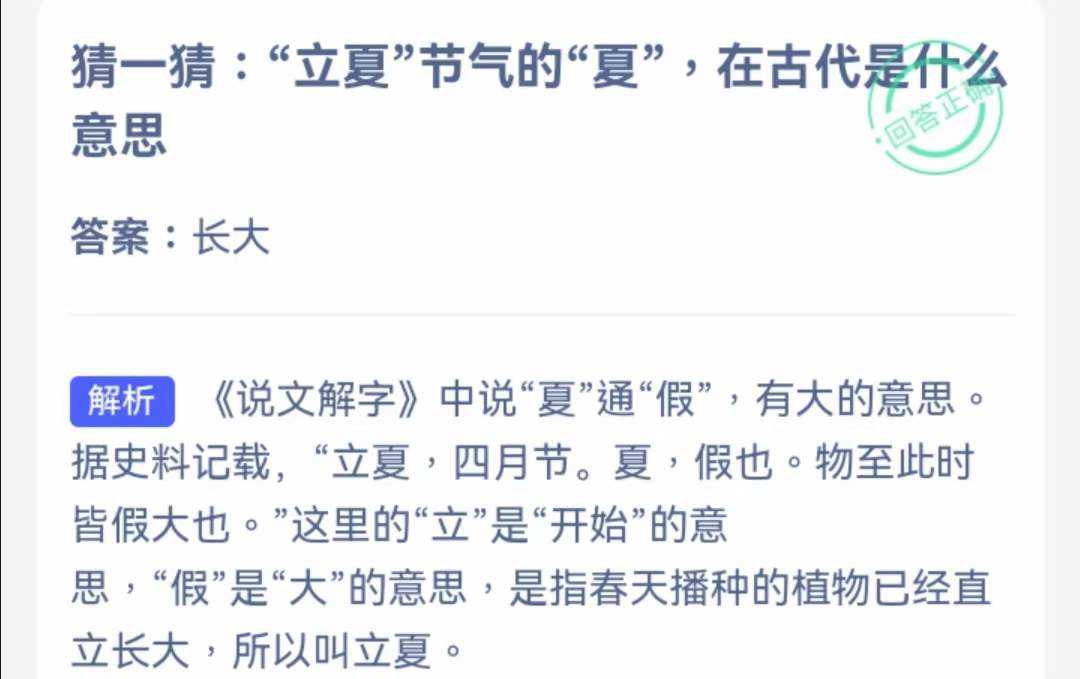 猜一猜：“立夏”节气的“夏”，在古代是什么
意思
回答正确
答案：长大
解析 《说文解字》中说“夏”通“假”，有大的意思。
据史料记载，“立夏，四月节。夏，假也。物至此时
皆假大也。”这里的“立”是“开始”的意
思，“假”是“大”的意思，是指春天播种的植物已经直
立长大，所以叫立夏。